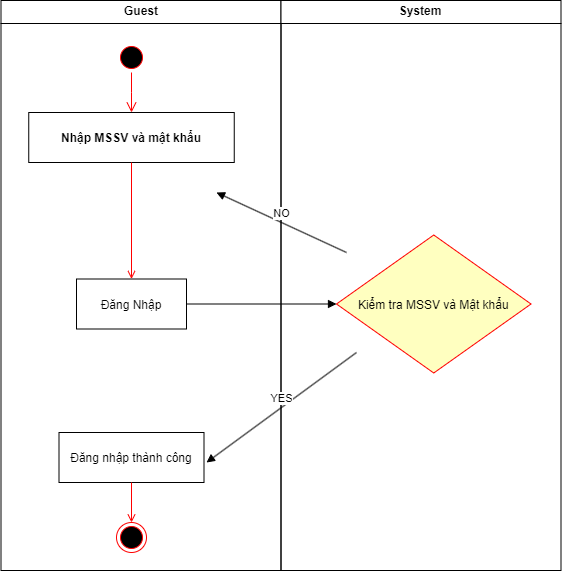 Guest
System
Nhập MSSV và mật khẩu
NO
Đăng Nhập
Kiểm tra MSSV và Mật khẩu
YES
Đăng nhập thành công